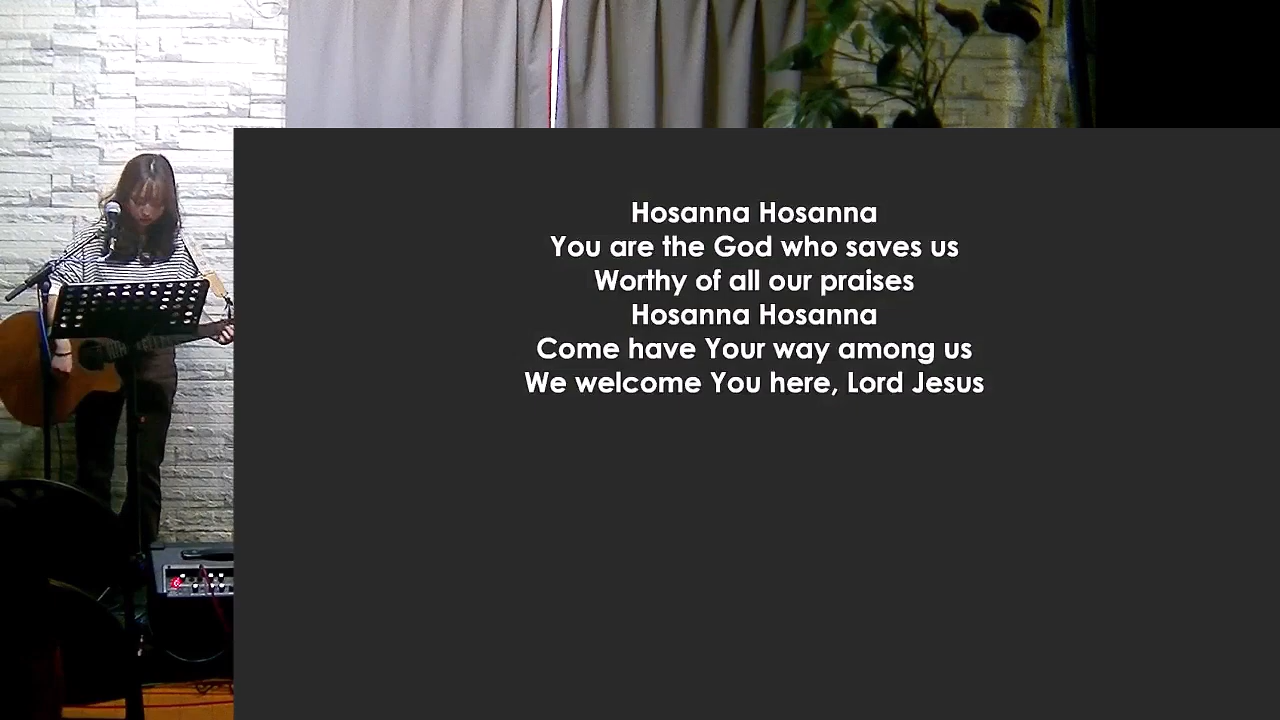 Hosanna Hosanna
You are the God who saves us
Worthy of all our praises
Hosanna Hosanna
Come have Your way among us
We welcome You here, Lord Jesus